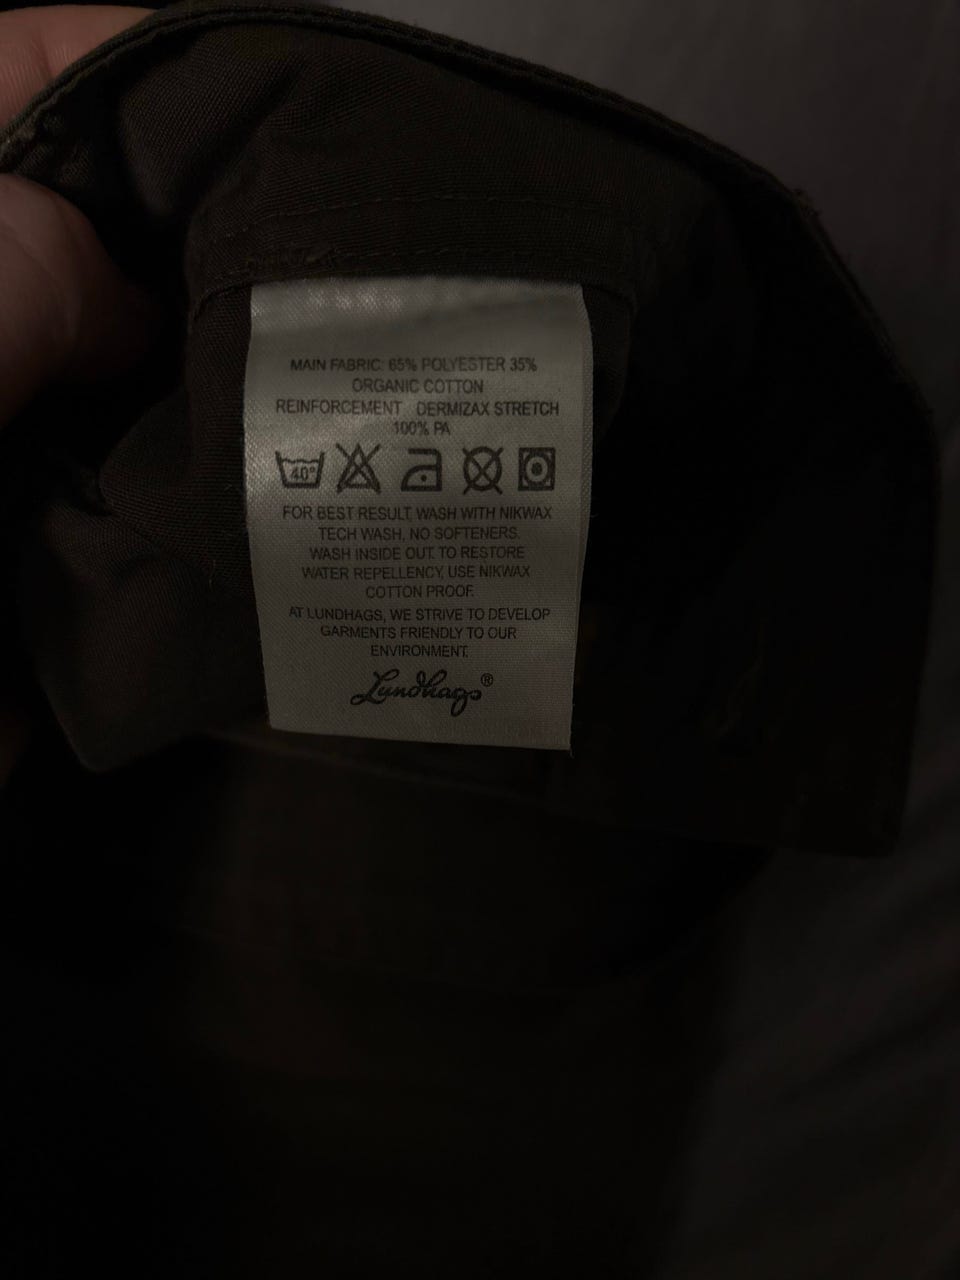 MAIN FABRIC: 65% POLYESTER 35%
ORGANIC COTTON
REINFORCEMENT DERMIZAX STRETCH
100% PA
40°
FOR BEST RESULT, WASH WITH NIKWAX
TECH WASH, NO SOFTENERS.
WASH INSIDE OUT. TO RESTORE
WATER REPELLENCY, USE NIKWAX
COTTON PROOF.
AT LUNDHAGS, WE STRIVE TO DEVELOP
GARMENTS FRIENDLY TO OUR
ENVIRONMENT.
Lundhags®